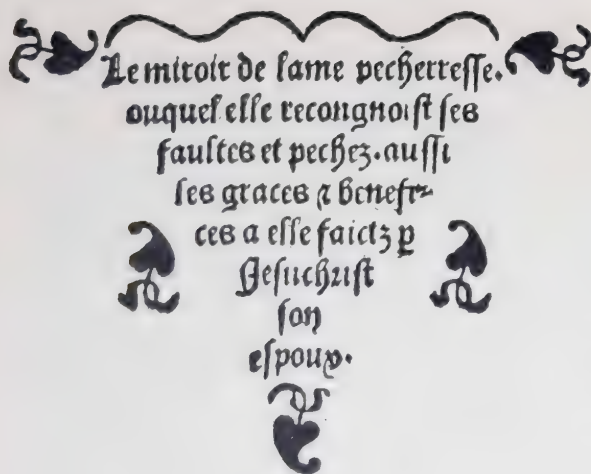 Le miroir de lame pecherresse.
ouquel elle recongnoist ses
faultes et pechez. aussi
ses graces & benefi-
ces a elle faictz p
Jesuchrist
son
espoux.